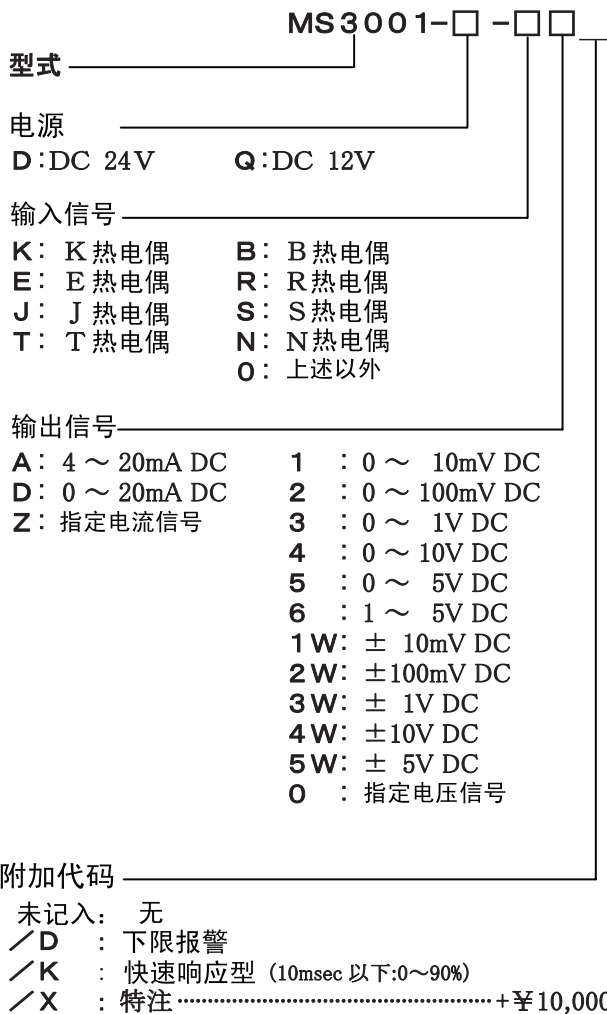 MS3001-□-□□
型式
电源
D:DC 24V Q:DC 12V
输入信号
K: K热电偶 B: B热电偶
E: E热电偶 R: R热电偶
J: J热电偶 S: S热电偶
T: T热电偶 N: N热电偶
0: 上述以外
输出信号
A: 4～20mA DC 1 : 0～ 10mV DC
D: 0～20mA DC 2 : 0～100mV DC
Z: 指定电流信号 3 : 0～ 1V DC
4 : 0～10V DC
5 : 0～ 5V DC
6 : 1～ 5V DC
1W: ± 10mV DC
2W: ±100mV DC
3W: ± 1V DC
4W: ±10V DC
5W: ± 5V DC
0 : 指定电压信号
附加代码
未记入: 无
／D : 下限报警
／K : 快速响应型 (10msec 以下:0～90%)
／X : 特注 ················ +￥10,000